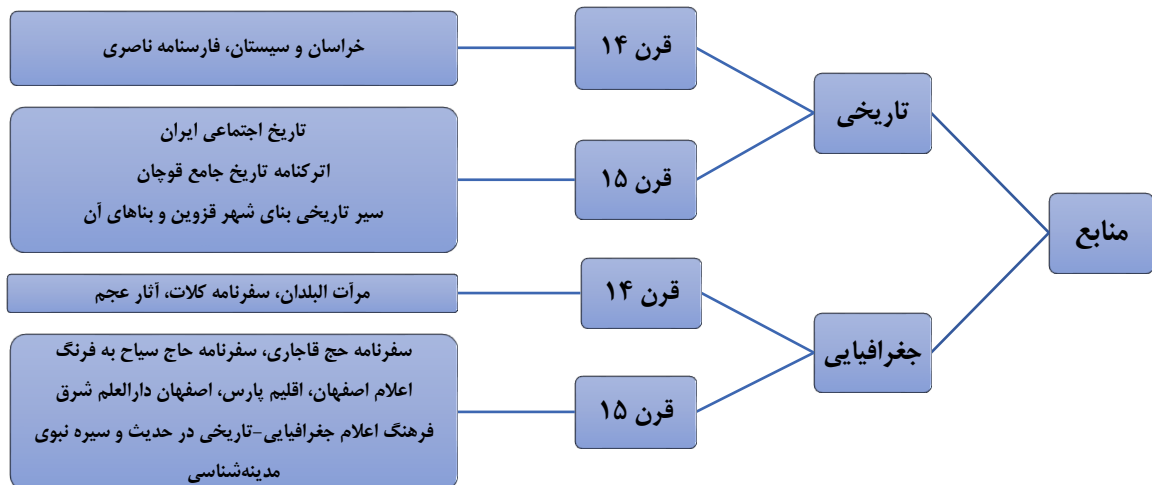 منابع
تاریخی
قرن ۱۴
خراسان و سیستان، فارسنامه ناصری
قرن ۱۵
تاریخ اجتماعی ایران
اترکنامه تاریخ جامع قوچان
سیر تاریخی بنای شهر قزوین و بناهای آن
جغرافیایی
قرن ۱۴
مرآت البلدان، سفرنامه کلات، آثار عجم
قرن ۱۵
سفرنامه حج قاجاری، سفرنامه حاج سیاح به فرنگ
اعلام اصفهان، اقلیم پارس، اصفهان دارالعلم شرق
فرهنگ اعلام جغرافیایی-تاریخی در حدیث و سیره نبوی
مدینه‌شناسی